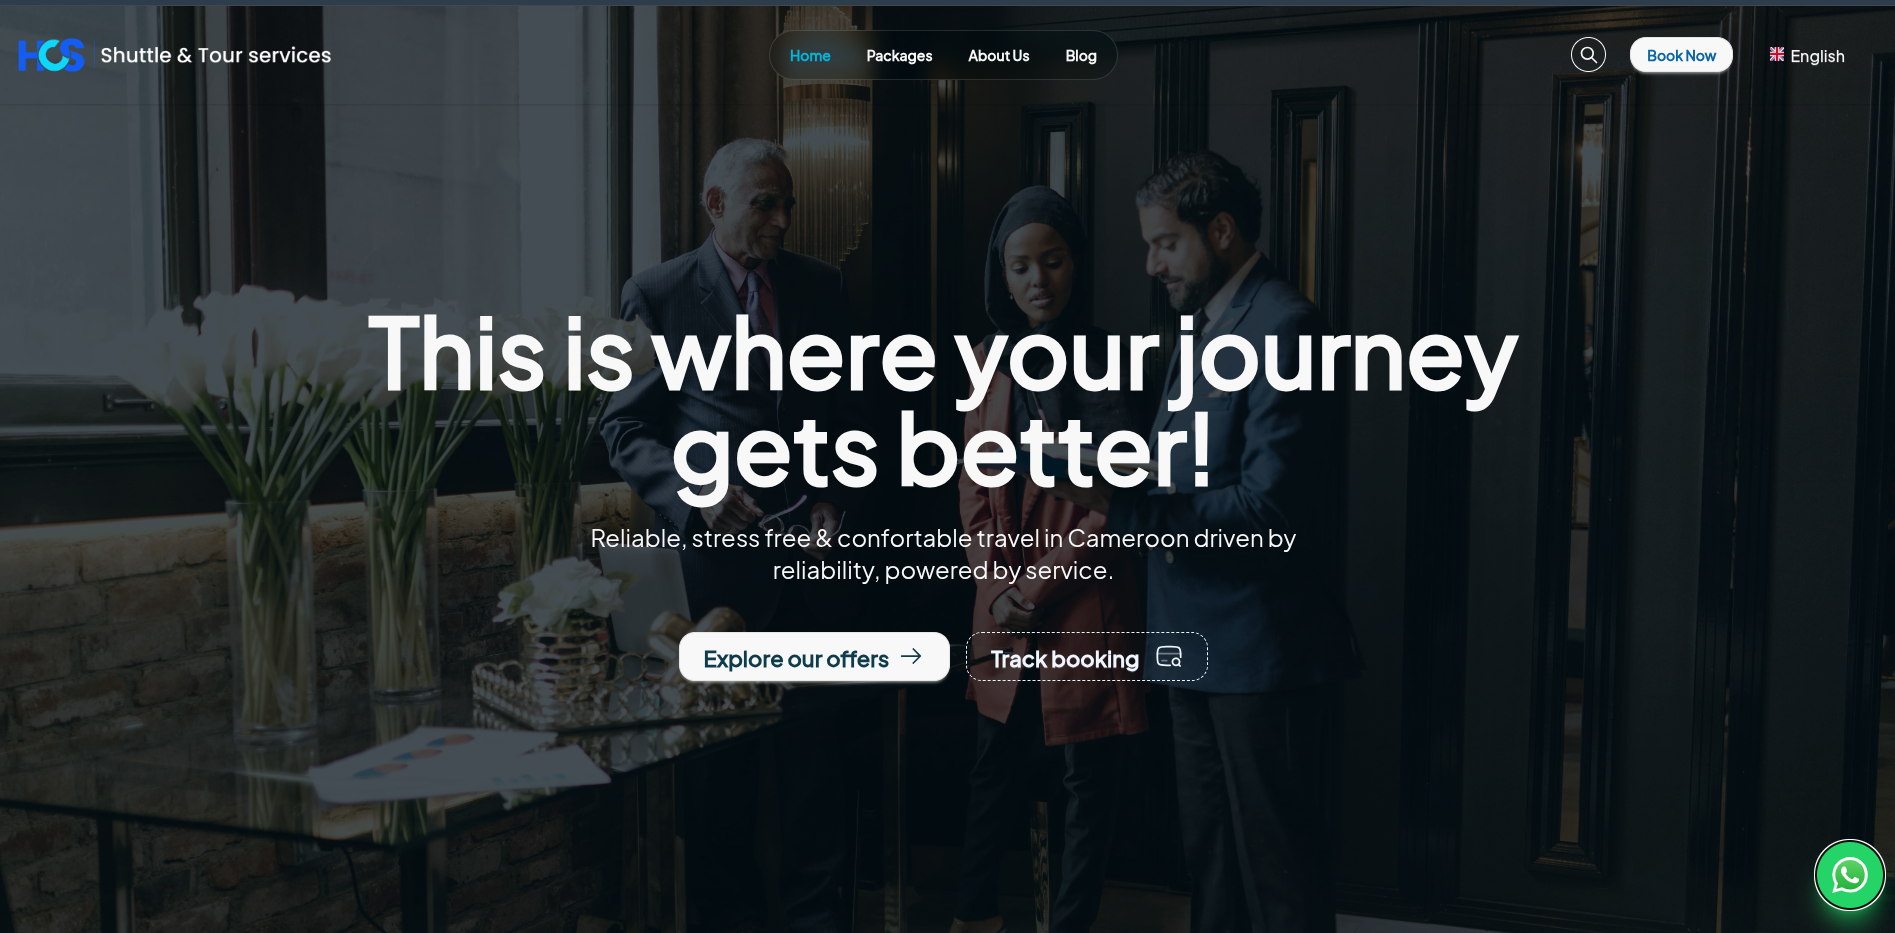 HCS Shuttle & Tour services
Home Packages About Us Blog
Book Now
English
This is where your journey
gets better!
Reliable, stress free & confortable travel in Cameroon driven by
reliability, powered by service.
Explore our offers
Track booking